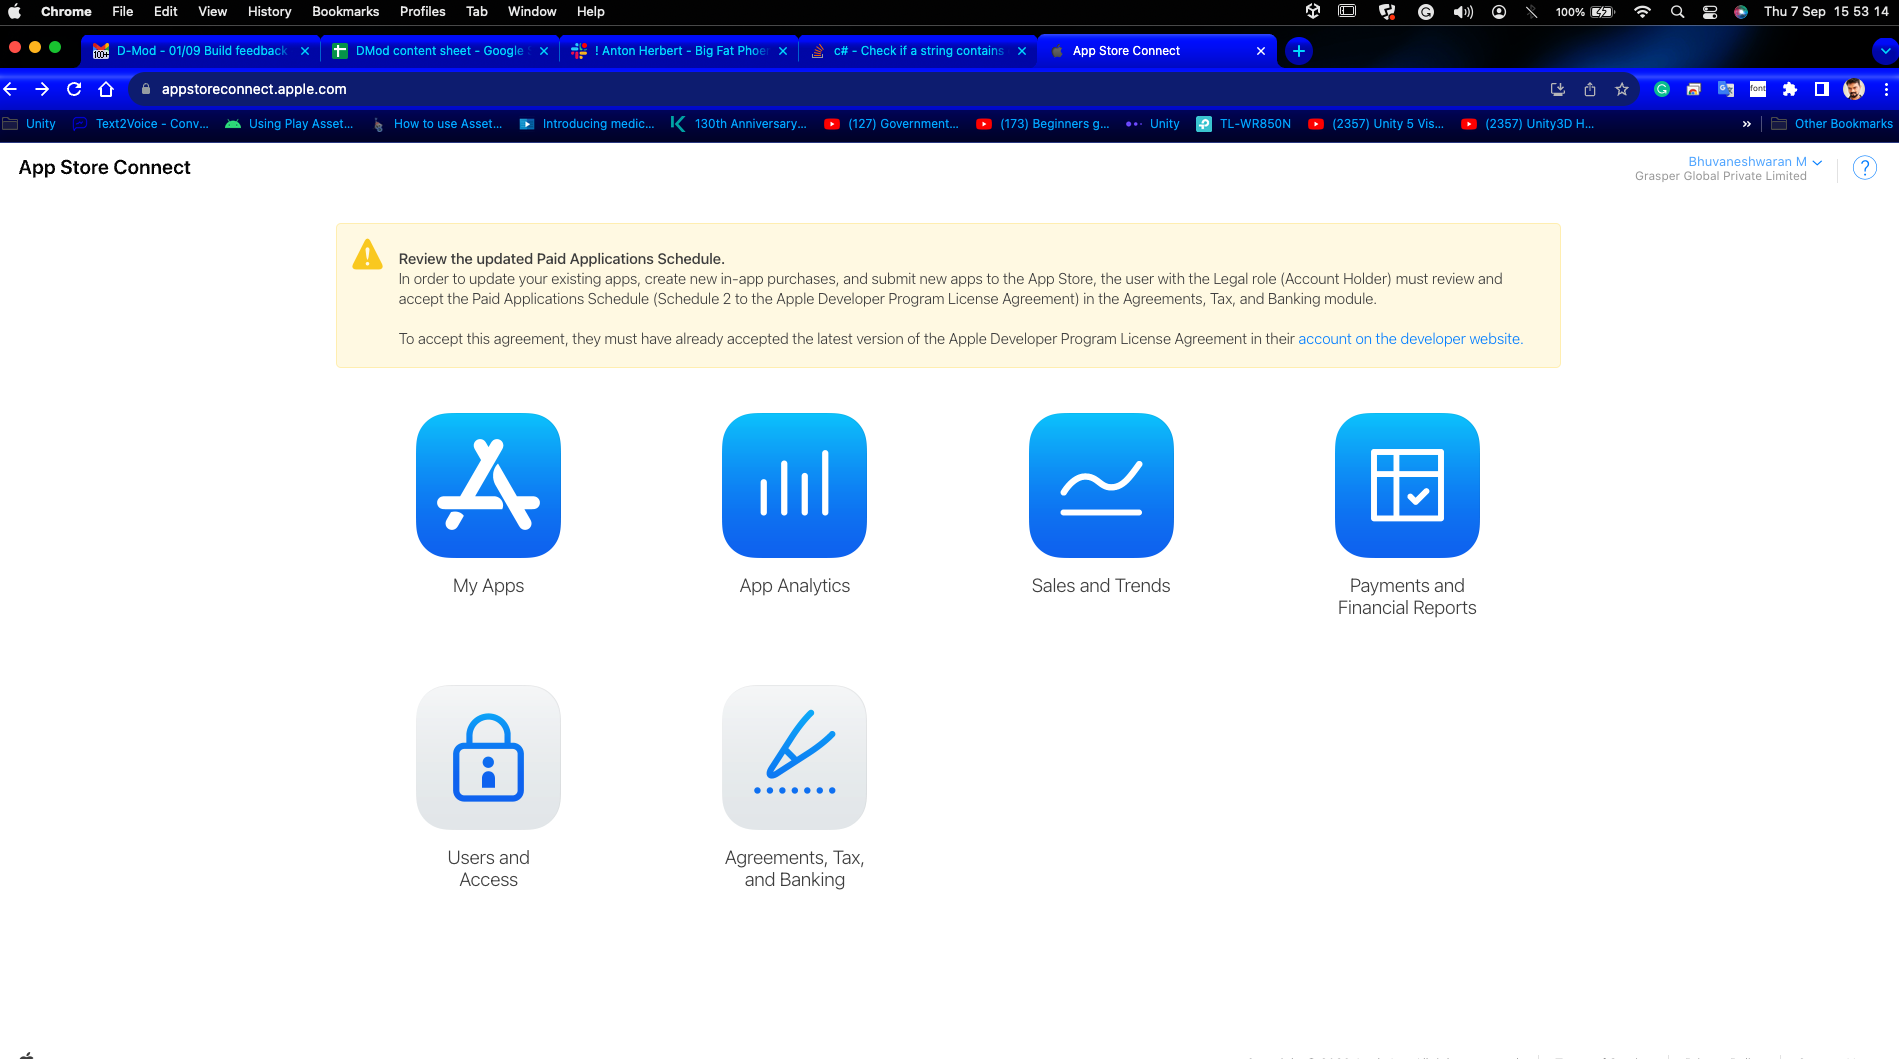 Chrome File Edit View History Bookmarks Profiles Tab Window Help 100% Thu 7 Sep 15 53 14
D-Mod - 01/09 Build feedback DMod content sheet - Google ! Anton Herbert - Big Fat Phoe c# - Check if a string contains App Store Connect
appstoreconnect.apple.com
Unity Text2Voice - Conv... Using Play Asset... How to use Asset... Introducing medic... 130th Anniversary... (127) Government... (173) Beginners g... Unity TL-WR850N (2357) Unity 5 Vis... (2357) Unity3D H... » Other Bookmarks
App Store Connect
Bhuvaneshwaran M
Grasper Global Private Limited
?
Review the updated Paid Applications Schedule.
In order to update your existing apps, create new in-app purchases, and submit new apps to the App Store, the user with the Legal role (Account Holder) must review and
accept the Paid Applications Schedule (Schedule 2 to the Apple Developer Program License Agreement) in the Agreements, Tax, and Banking module.
To accept this agreement, they must have already accepted the latest version of the Apple Developer Program License Agreement in their account on the developer website.
My Apps
App Analytics
Sales and Trends
Payments and
Financial Reports
Users and
Access
Agreements, Tax,
and Banking